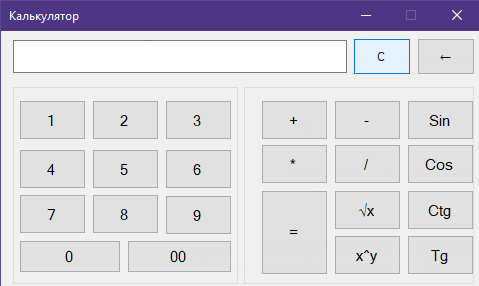 Калькулятор
C ←
1 2 3 + - Sin
4 5 6 * / Cos
7 8 9 = √x Ctg
0 00 x^y Tg